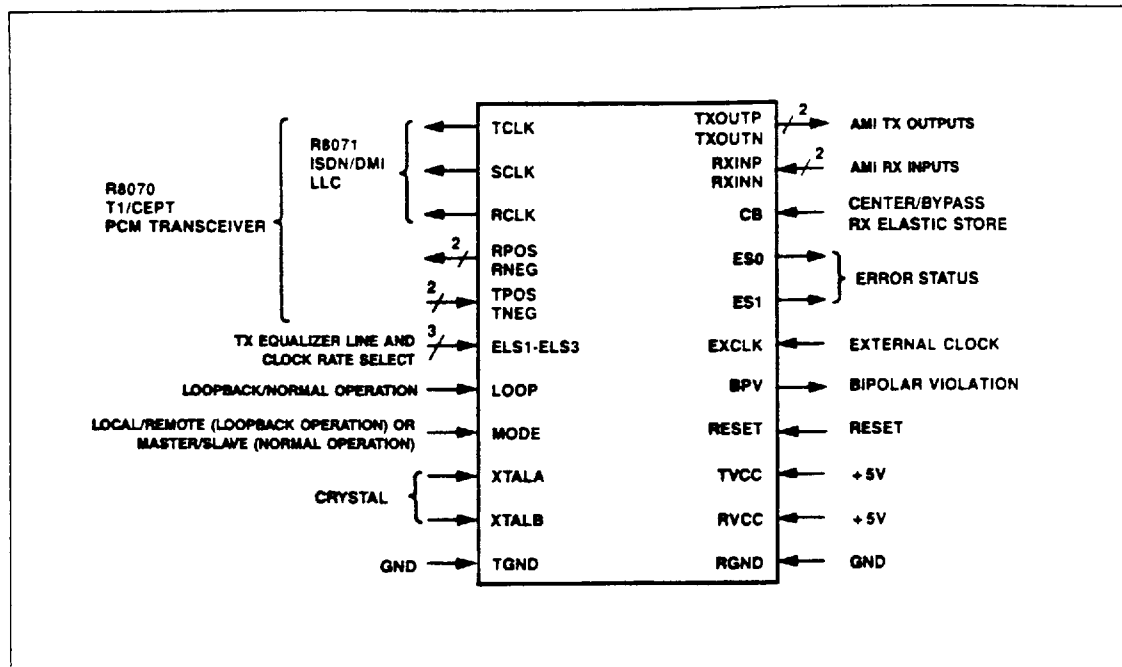 R8070
T1/CEPT
PCM TRANSCEIVER
R8071
ISDN/DMI
LLC
2
2
3
TX EQUALIZER LINE AND
CLOCK RATE SELECT
LOOPBACK/NORMAL OPERATION
LOCAL/REMOTE (LOOPBACK OPERATION) OR
MASTER/SLAVE (NORMAL OPERATION)
CRYSTAL
GND
TCLK
SCLK
RCLK
RPOS
RNEG
TPOS
TNEG
ELS1-ELS3
LOOP
MODE
XTALA
XTALB
TGND
TXOUTP
TXOUTN
RXINP
RXINN
CB
ES0
ES1
EXCLK
BPV
RESET
TVCC
RVCC
RGND
2
AMI TX OUTPUTS
2
AMI RX INPUTS
CENTER/BYPASS
RX ELASTIC STORE
ERROR STATUS
EXTERNAL CLOCK
BIPOLAR VIOLATION
RESET
+5V
+5V
GND